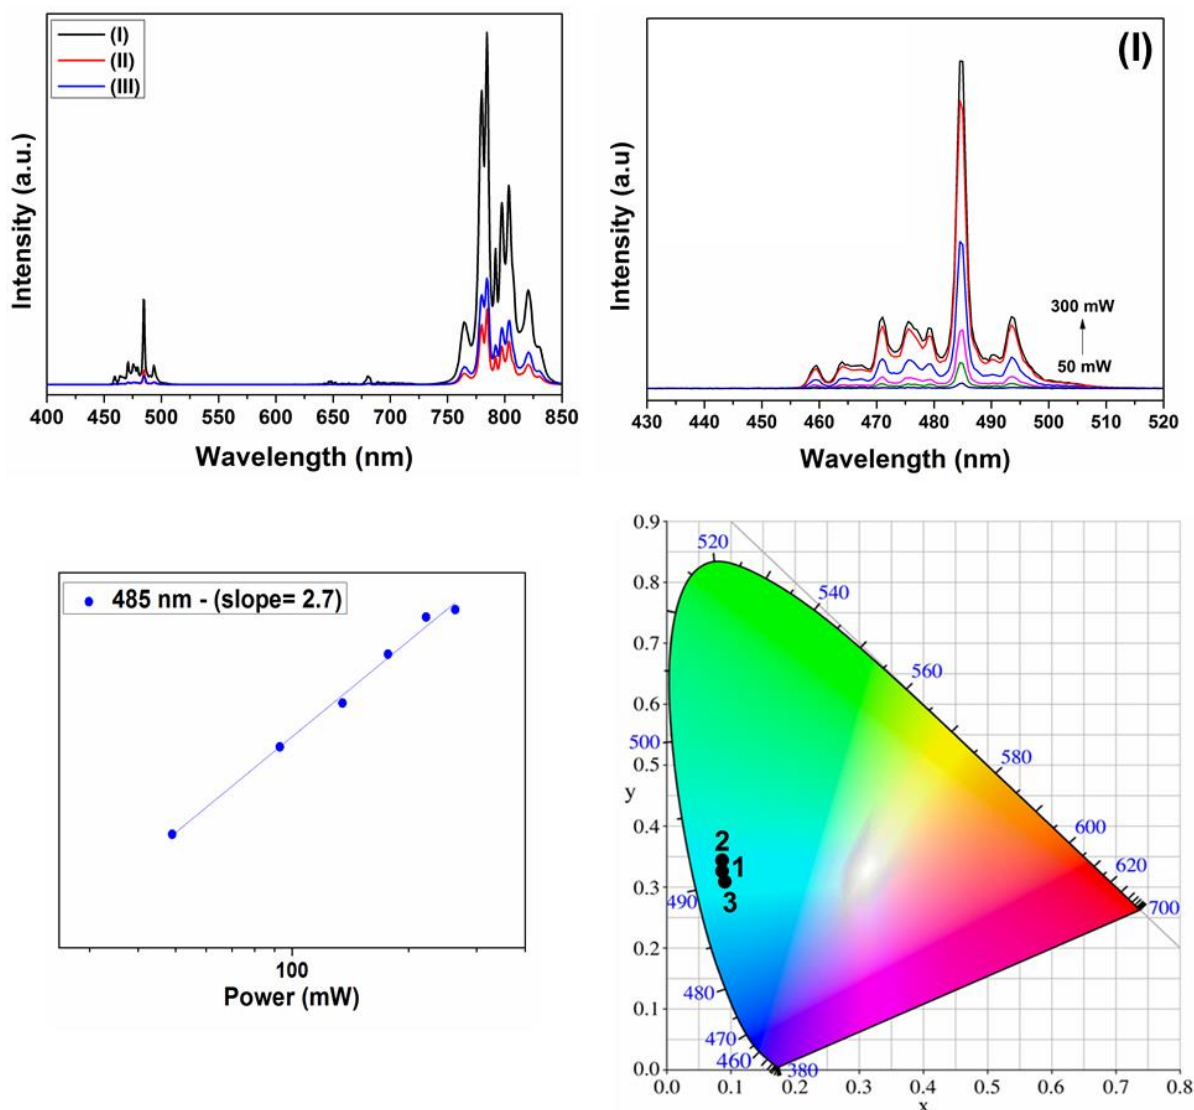 (I)
(II)
(III)
Intensity (a.u.)
400 450 500 550 600 650 700 750 800 850
Wavelength (nm)
(I)
Intensity (a.u)
300 mW
50 mW
430 440 450 460 470 480 490 500 510 520
Wavelength (nm)
485 nm - (slope= 2.7)
100
Power (mW)
0.9
0.8
0.7
0.6
0.5
0.4
0.3
0.2
0.1
0.0
y
520
540
560
500
580
600
620
2
1
3
490
700
480
470
460
380
0.0 0.1 0.2 0.3 0.4 0.5 0.6 0.7 0.8
x